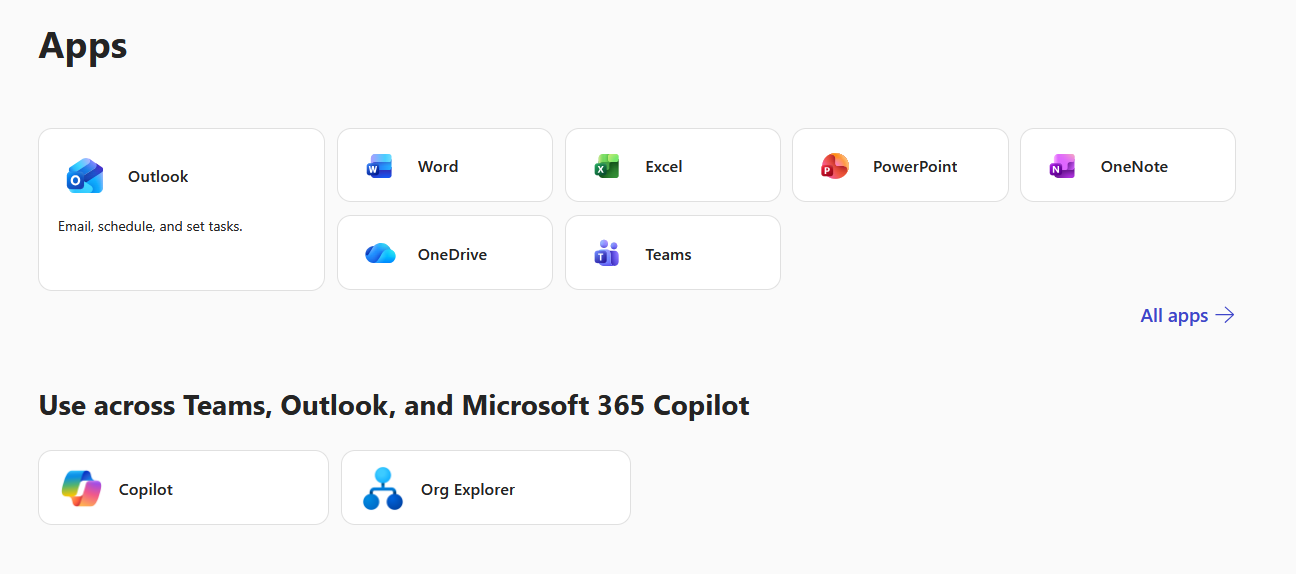 Apps
Outlook
Email, schedule, and set tasks.
Word
Excel
PowerPoint
OneNote
OneDrive
Teams
All apps
Use across Teams, Outlook, and Microsoft 365 Copilot
Copilot
Org Explorer